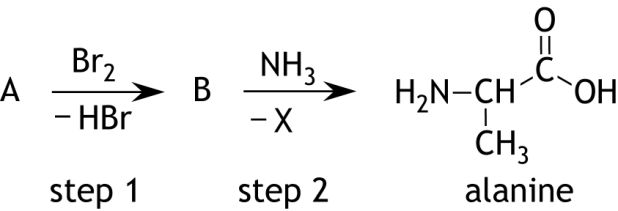 A Br₂ B NH₃ H₂N–CH C O OH
– HBr – X CH₃
step 1 step 2 alanine